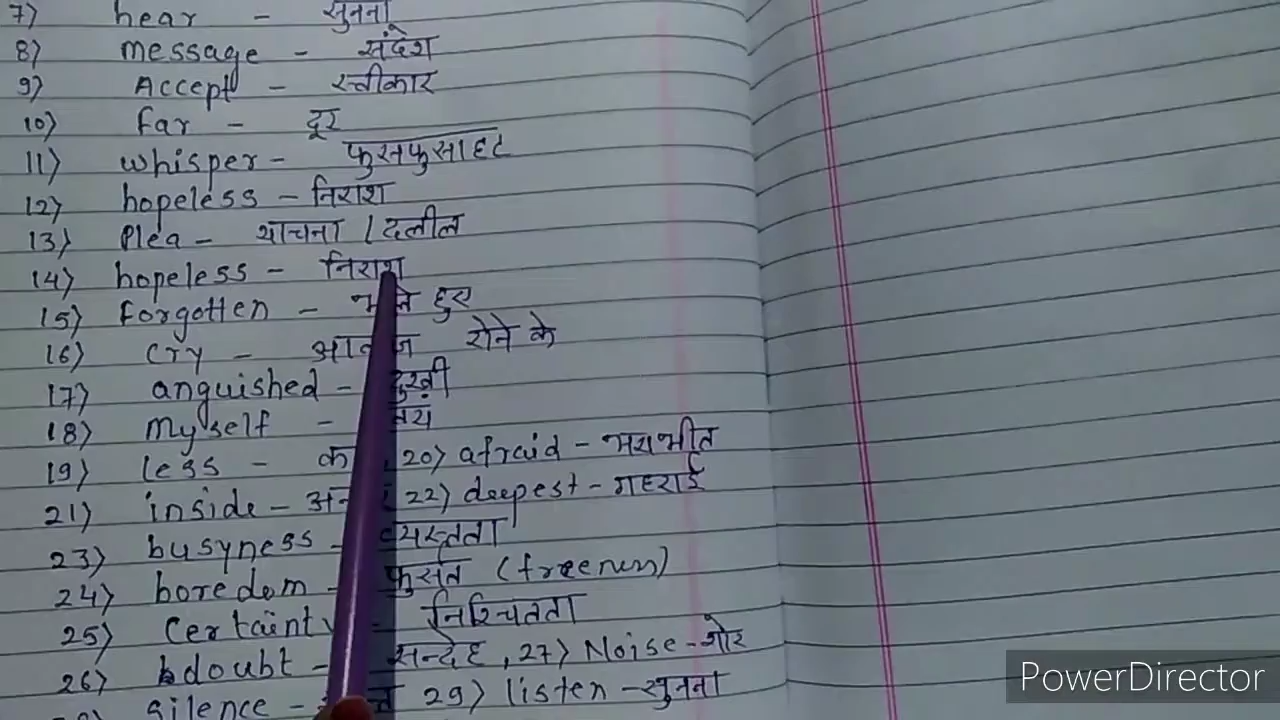 7) hear - सुनना
8) message - संदेश
9) Accept - स्वीकार
10) far - दूर
11) whisper - फुसफुसाहट
12) hopeless - निराश
13) Plea - याचना / दलील
14) hopeless - निराश
15) forgotten - हुए
16) cry - रोने के
17) anguished - दुखी
18) myself -
19) less - 20) afraid - भयभीत
21) inside - 22) deepest - गहराई
23) busyness - व्यस्तता
24) boredom - फुर्सत (freeness)
25) Certainty - निश्चितता
26) doubt - सन्देह, 27) Noise - शोर
silence - 29) listen - सुनना
PowerDirector